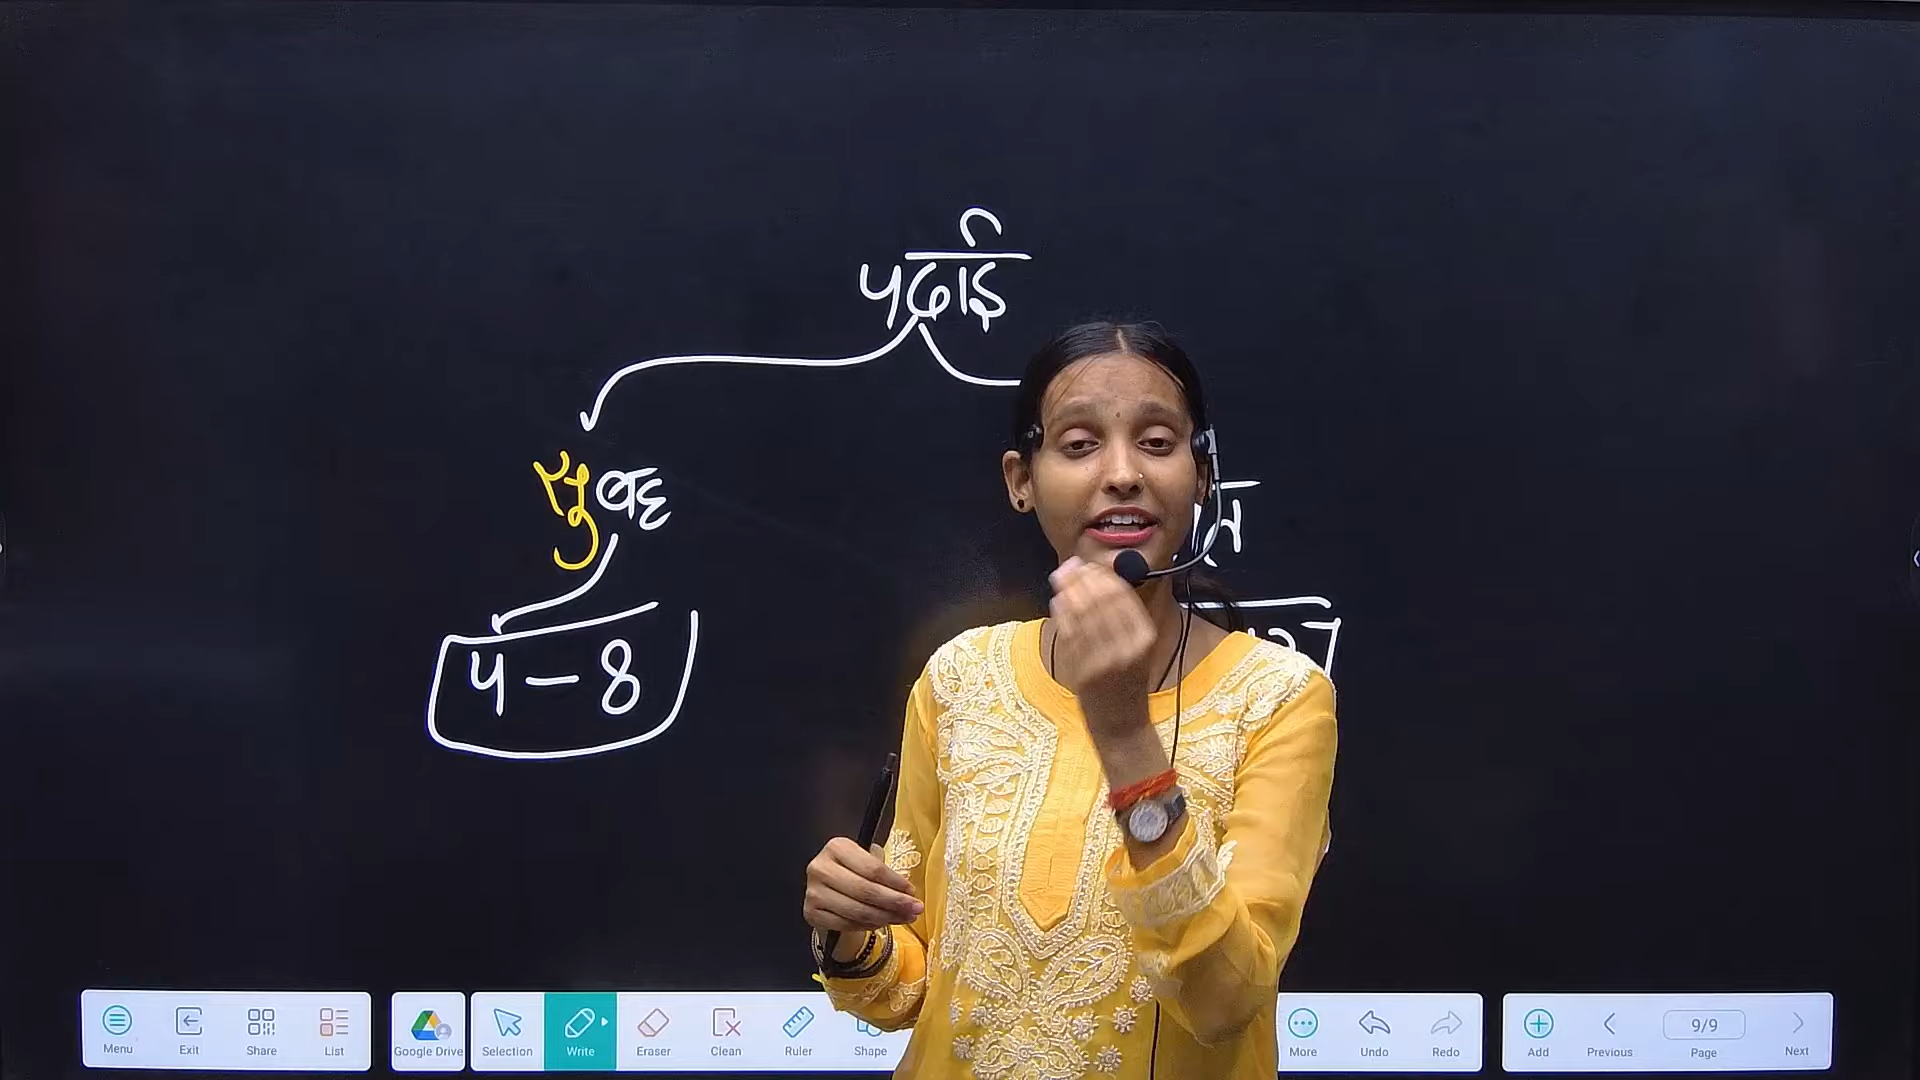 पढाई
सुबह
4-8
Menu
Exit
Share
List
Google Drive
Selection
Write
Eraser
Clean
Ruler
Shape
More
Undo
Redo
Add
Previous
9/9
Page
Next